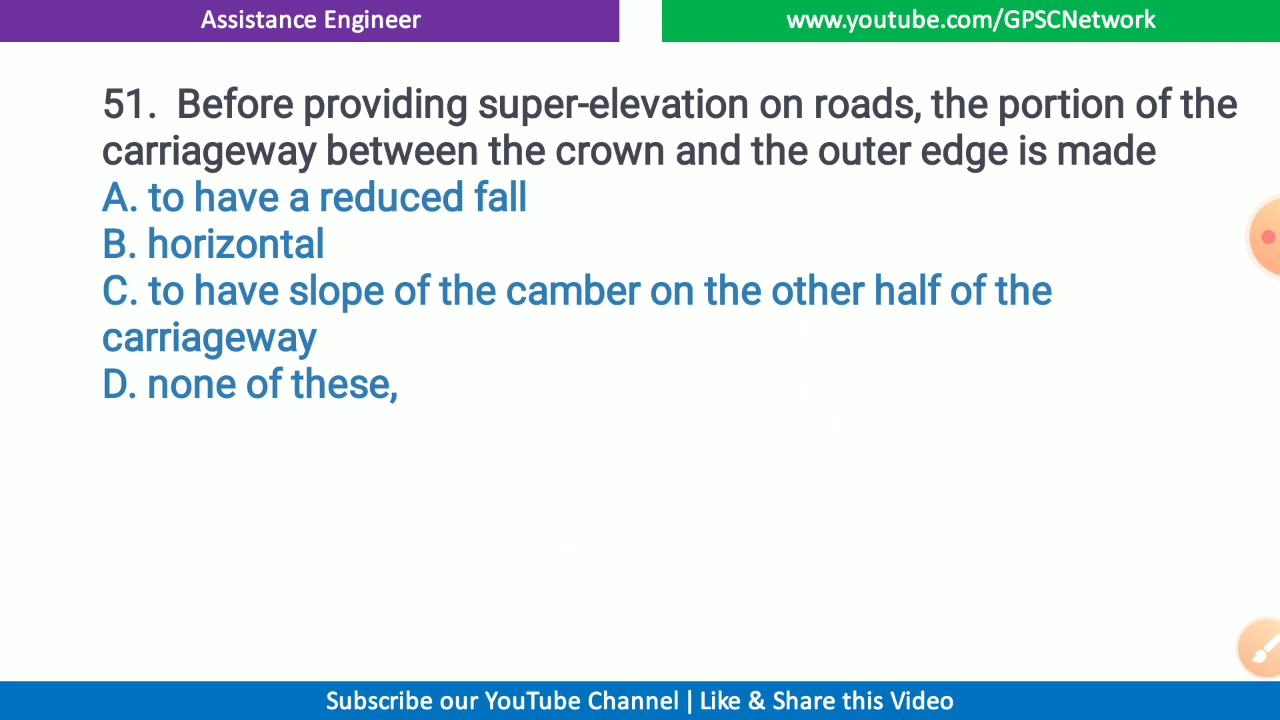 Assistance Engineer
www.youtube.com/GPSCNetwork
51. Before providing super-elevation on roads, the portion of the
carriageway between the crown and the outer edge is made
A. to have a reduced fall
B. horizontal
C. to have slope of the camber on the other half of the
carriageway
D. none of these,
Subscribe our YouTube Channel | Like & Share this Video